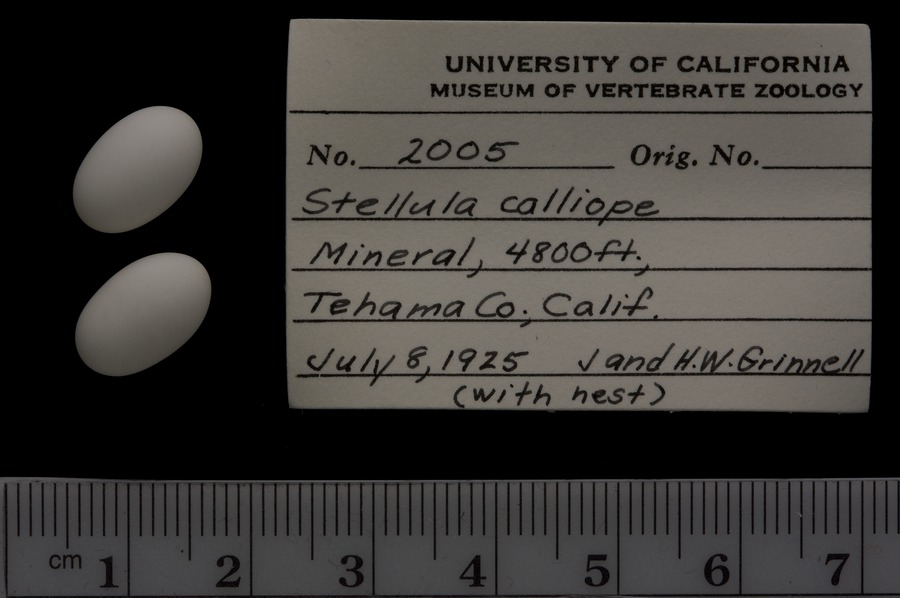 UNIVERSITY OF CALIFORNIA
MUSEUM OF VERTEBRATE ZOOLOGY
No. 2005 Orig. No.
Stellula calliope
Mineral, 4800ft.,
Tehama Co., Calif.
July 8, 1925 J and H.W. Grinnell
(with nest)
cm 1 2 3 4 5 6 7